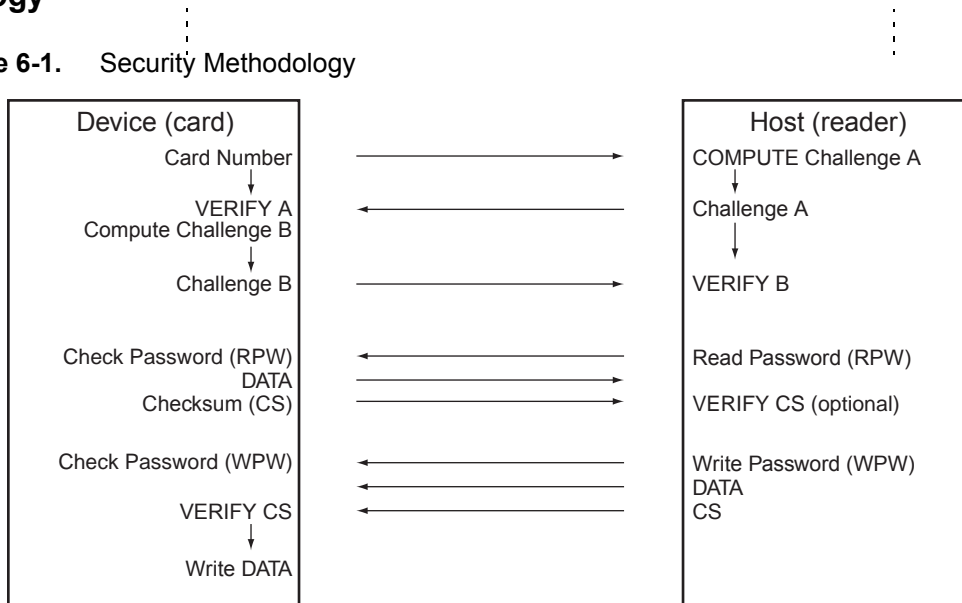 6-1. Security Methodology
Device (card) Host (reader)
Card Number COMPUTE Challenge A
VERIFY A Challenge A
Compute Challenge B
Challenge B VERIFY B
Check Password (RPW) Read Password (RPW)
DATA
Checksum (CS) VERIFY CS (optional)
Check Password (WPW) Write Password (WPW)
DATA
VERIFY CS CS
Write DATA